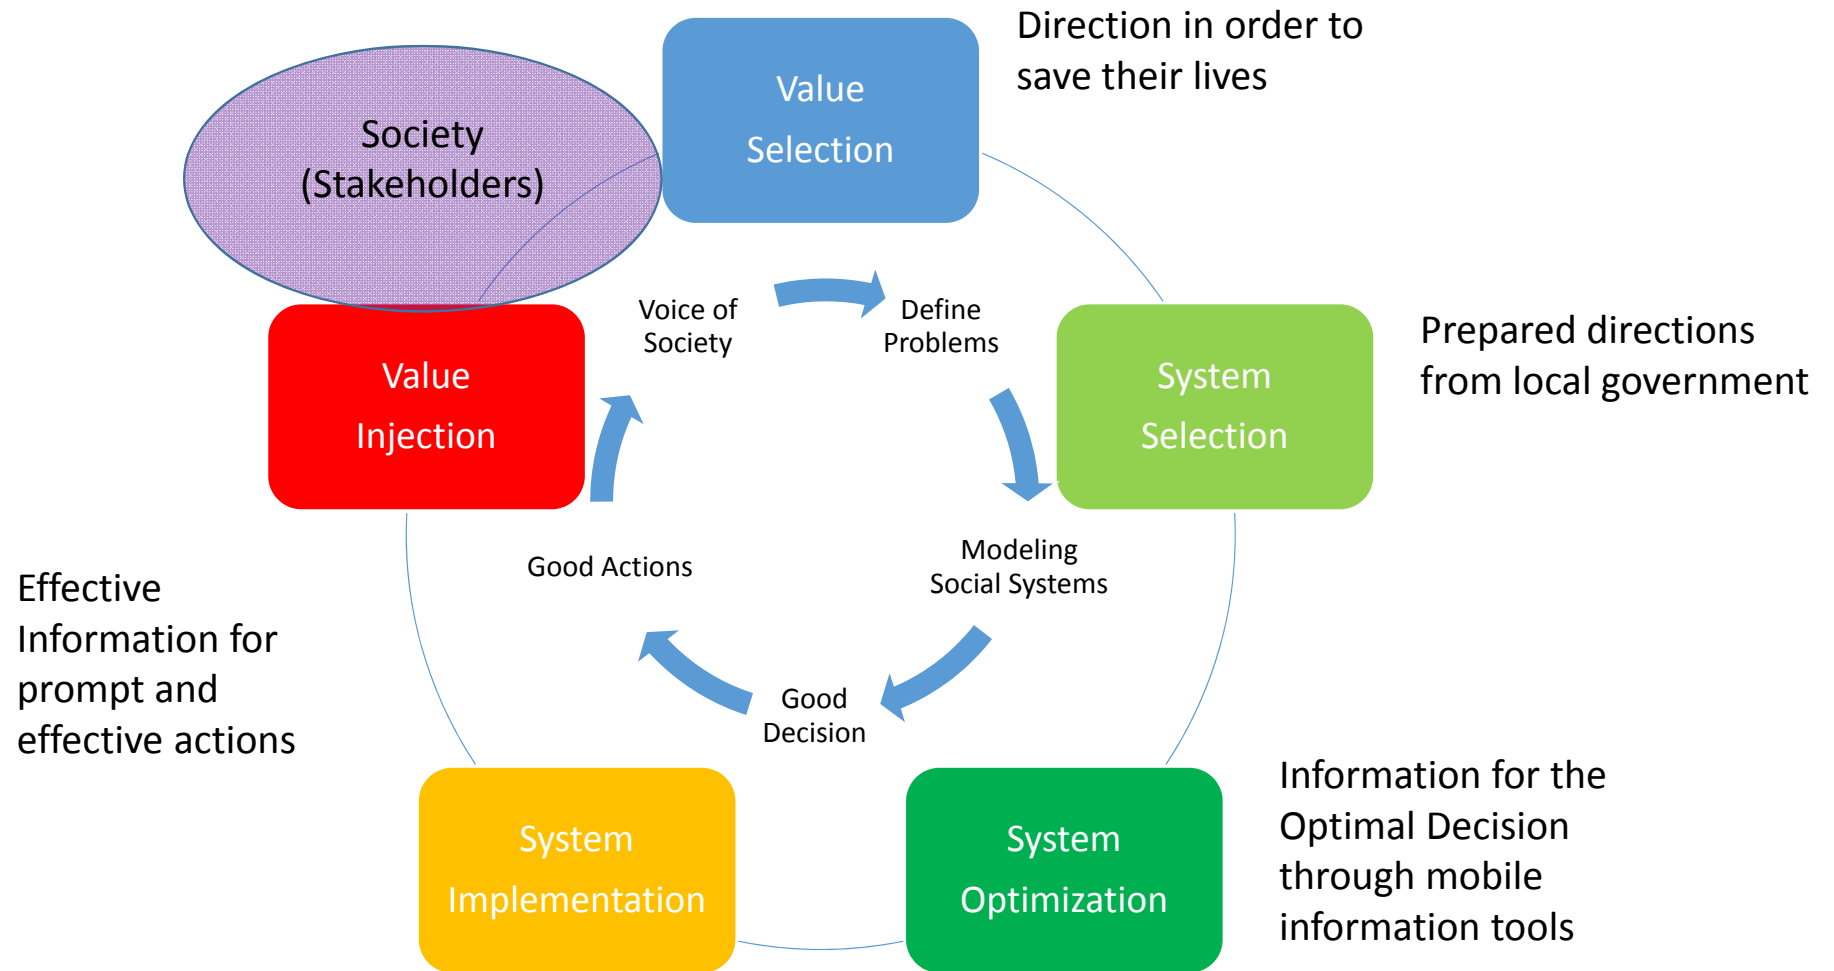 Direction in order to
save their lives
Value
Selection
Society
(Stakeholders)
Voice of
Society
Define
Problems
Value
Injection
System
Selection
Prepared directions
from local government
Good Actions
Modeling
Social Systems
Effective
Information for
prompt and
effective actions
Good
Decision
System
Implementation
System
Optimization
Information for the
Optimal Decision
through mobile
information tools